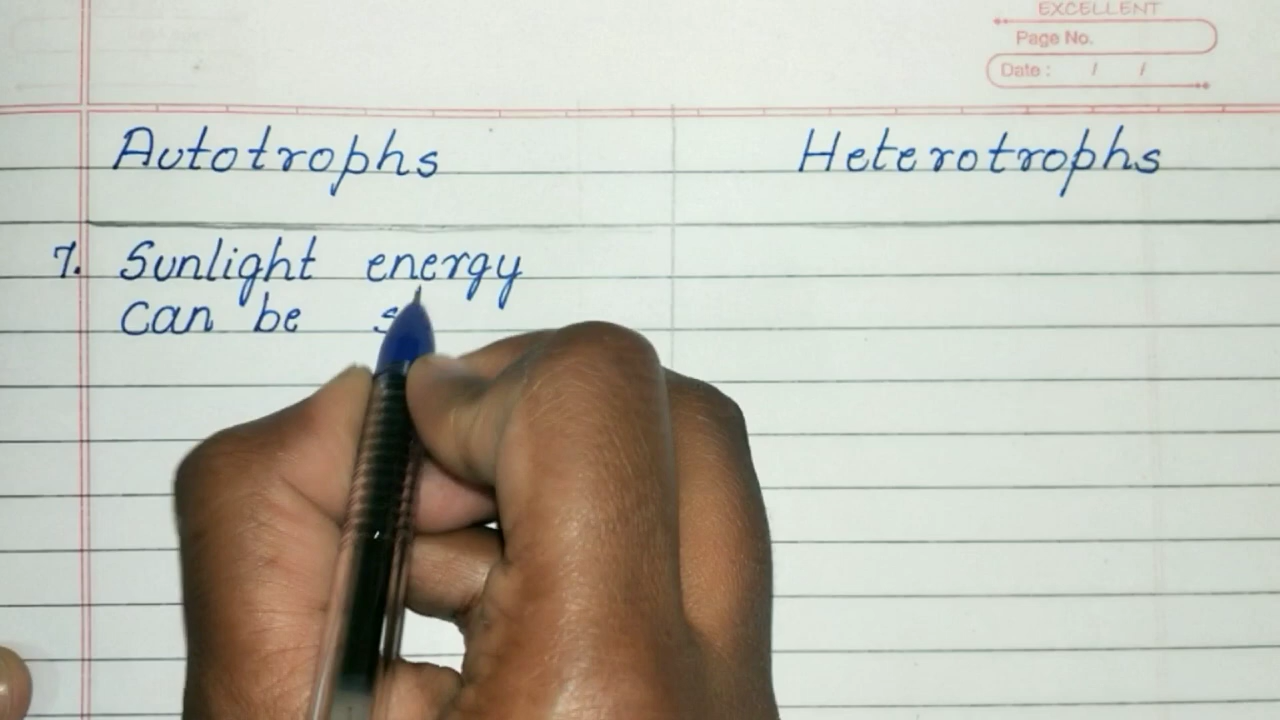 EXCELLENT
Page No.
Date : / /
Autotrophs Heterotrophs
7. Sunlight energy
can be s